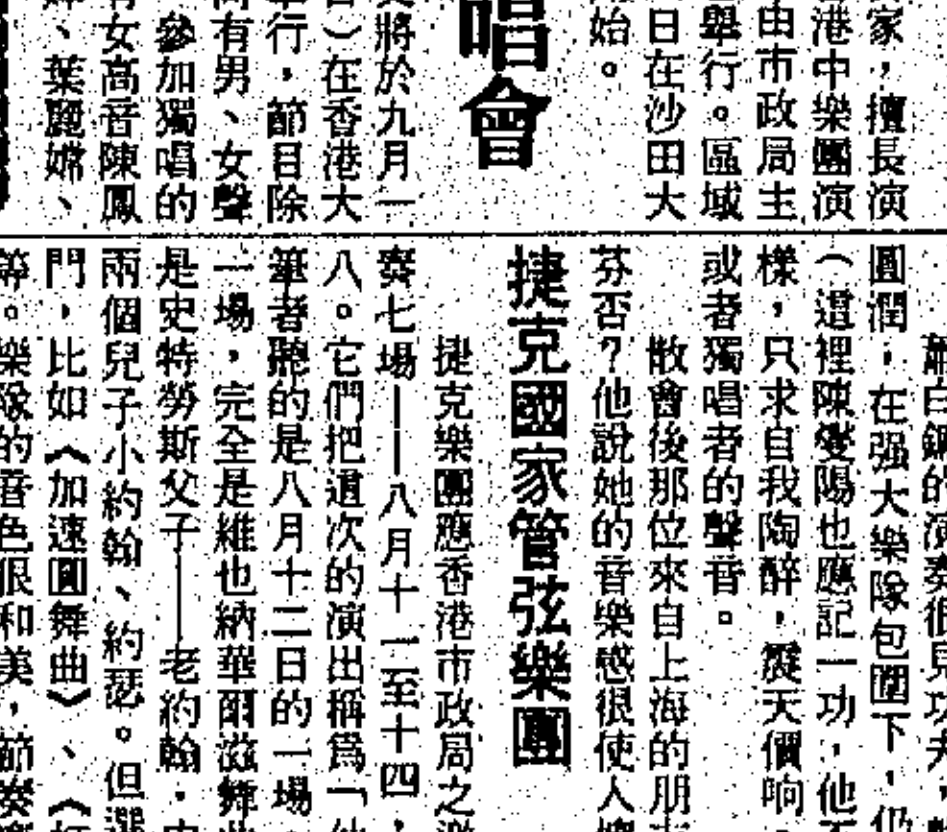 家，擅長演
港中樂團演
由市政局主
舉行。區域
日在沙田大
始。
唱會
將於九月一
）在香港大
行，節目除
有男、女聲
參加獨唱的
女高音陳鳳
、葉麗嫦、
白鋼的演奏很見功夫，
圓潤，在强大樂隊包圍下，仍
（這裡陳燮陽也應記一功，他
樣，只求自我陶醉，震天價响
或者獨唱者的聲音。
散會後那位來自上海的朋
芬否？他說她的音樂感很使人
捷克國家管弦樂團
捷克樂團應香港市政局之
賽七場——八月十一至十四，
八。它們把這次的演出稱爲「
筆者聽的是八月十二日的一場，
一場，完全是維也納華爾滋舞
是史特勞斯父子——老約翰，
兩個兒子小約翰、約瑟。但選
門，比如《加速圓舞曲》、《
等。樂隊的音色很和美，節奏